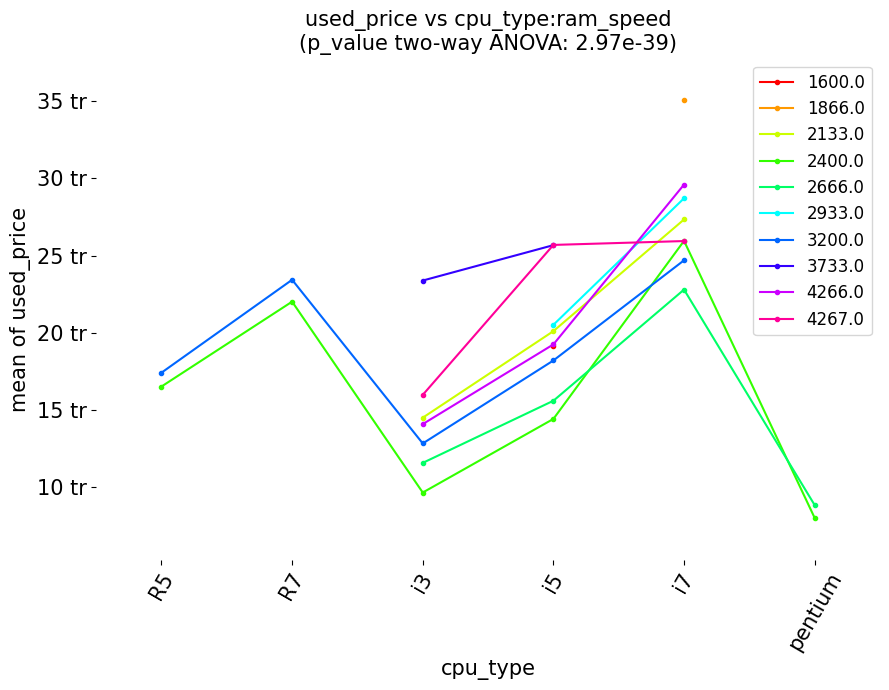 used_price vs cpu_type:ram_speed
(p_value two-way ANOVA: 2.97e-39)
1600.0
1866.0
2133.0
2400.0
2666.0
2933.0
3200.0
3733.0
4266.0
4267.0
mean of used_price
35 tr
30 tr
25 tr
20 tr
15 tr
10 tr
R5
R7
i3
i5
i7
pentium
cpu_type